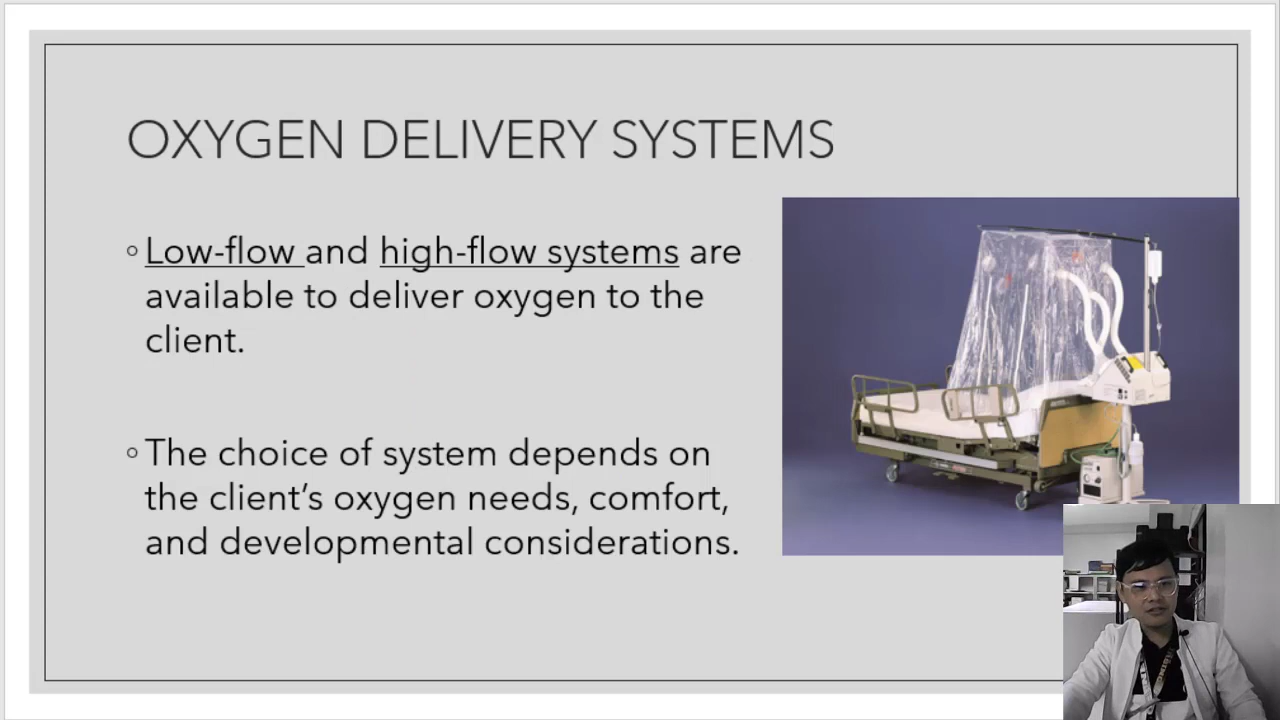 OXYGEN DELIVERY SYSTEMS
◦ Low-flow and high-flow systems are
available to deliver oxygen to the
client.
◦ The choice of system depends on
the client’s oxygen needs, comfort,
and developmental considerations.